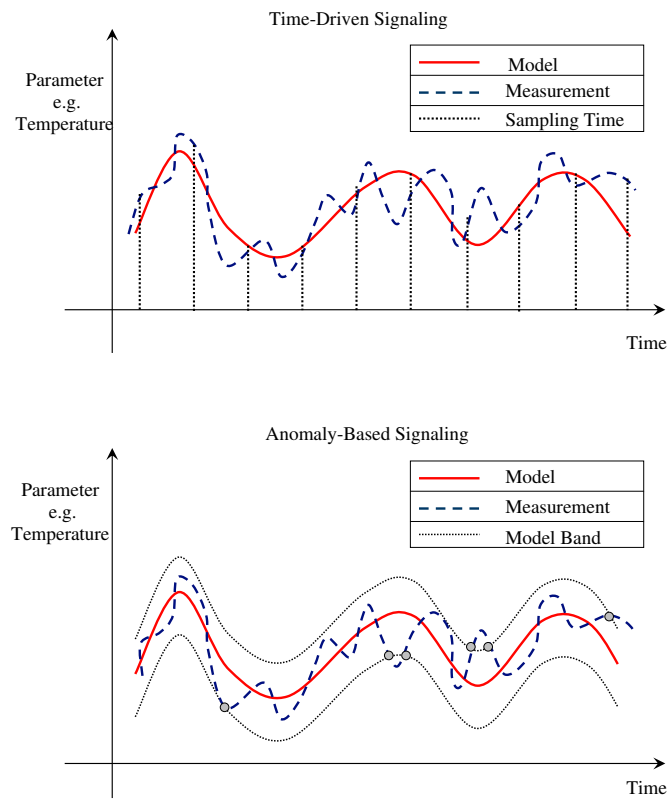 Time-Driven Signaling
Parameter
e.g.
Temperature
Model
Measurement
Sampling Time
Time
Anomaly-Based Signaling
Parameter
e.g.
Temperature
Model
Measurement
Model Band
Time